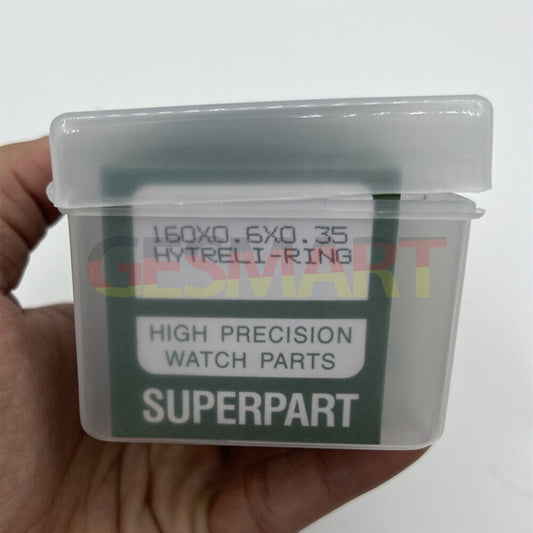 160X0.6X0.35
HYTRELI-RING
GESMART
HIGH PRECISION
WATCH PARTS
SUPERPART